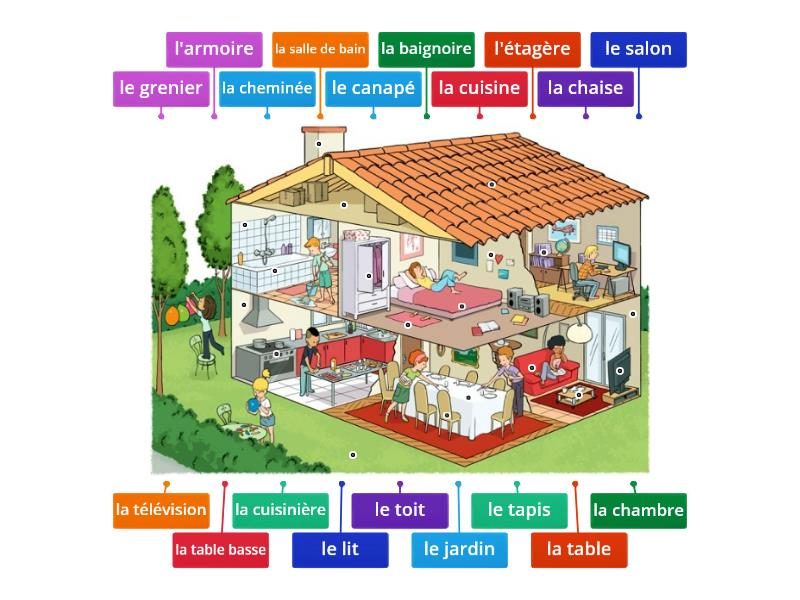 l'armoire
la salle de bain
la baignoire
l'étagère
le salon
le grenier
la cheminée
le canapé
la cuisine
la chaise
la télévision
la cuisinière
le toit
le tapis
la chambre
la table basse
le lit
le jardin
la table